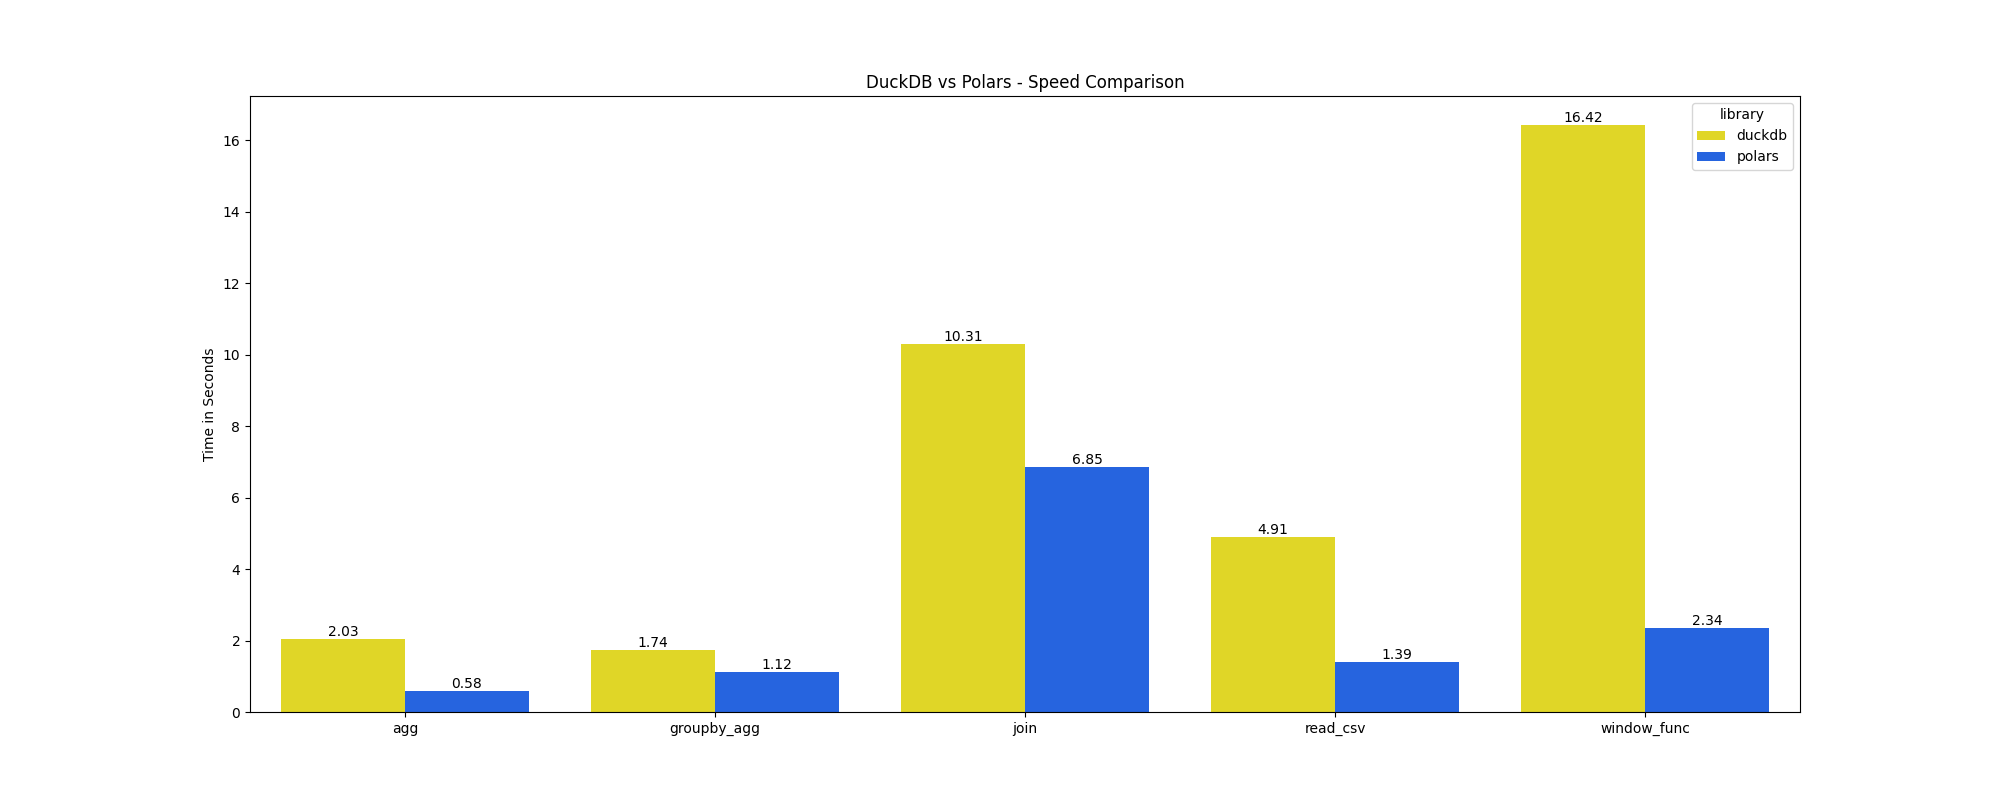 DuckDB vs Polars - Speed Comparison
library
duckdb
polars
Time in Seconds
16
14
12
10
8
6
4
2
0
2.03
0.58
1.74
1.12
10.31
6.85
4.91
1.39
16.42
2.34
agg
groupby_agg
join
read_csv
window_func